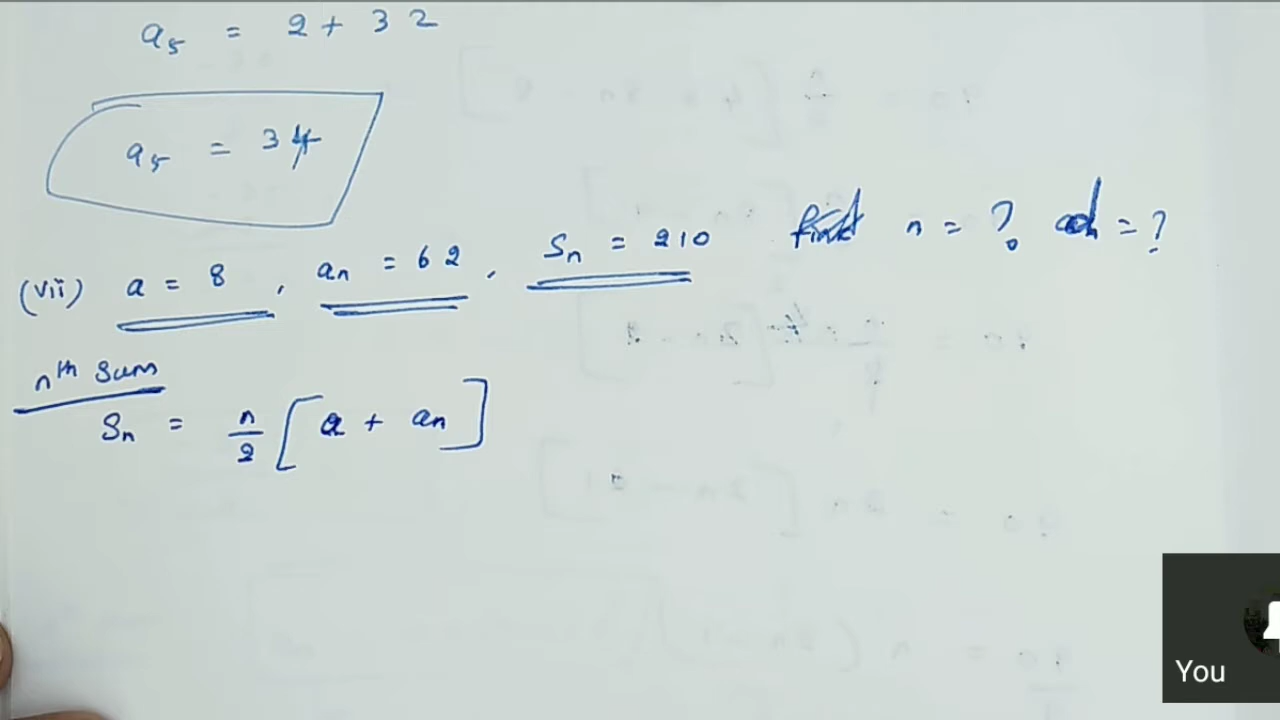 a₅ = 2 + 32
a₅ = 34
(vii) a = 8 , aₙ = 62 , Sₙ = 210 find n = ? d = ?
nth Sum
Sₙ = n/2 [a + aₙ]
You